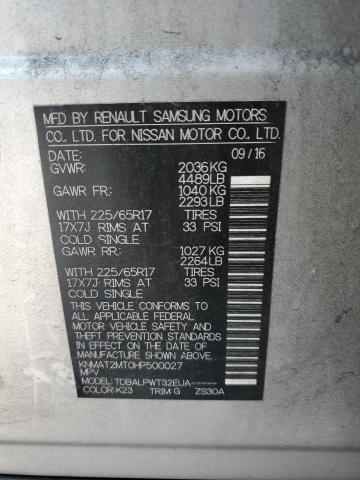 MFD BY RENAULT SAMSUNG MOTORS
CO., LTD. FOR NISSAN MOTOR CO., LTD.
DATE: 09/16
GVWR: 2036KG
4489LB
GAWR FR: 1040KG
2293LB
WITH 225/65R17 TIRES
17X7J RIMS AT 33 PSI
COLD SINGLE
GAWR RR: 1027KG
2264LB
WITH 225/65R17 TIRES
17X7J RIMS AT 33 PSI
COLD SINGLE
THIS VEHICLE CONFORMS TO
ALL APPLICABLE FEDERAL
MOTOR VEHICLE SAFETY AND
THEFT PREVENTION STANDARDS
IN EFFECT ON THE DATE OF
MANUFACTURE SHOWN ABOVE.
KNMAT2MT0HP500027
MPV
MODEL: TDBALPWT32EUA-----
COLOR:K23 TRIM G ZS30A